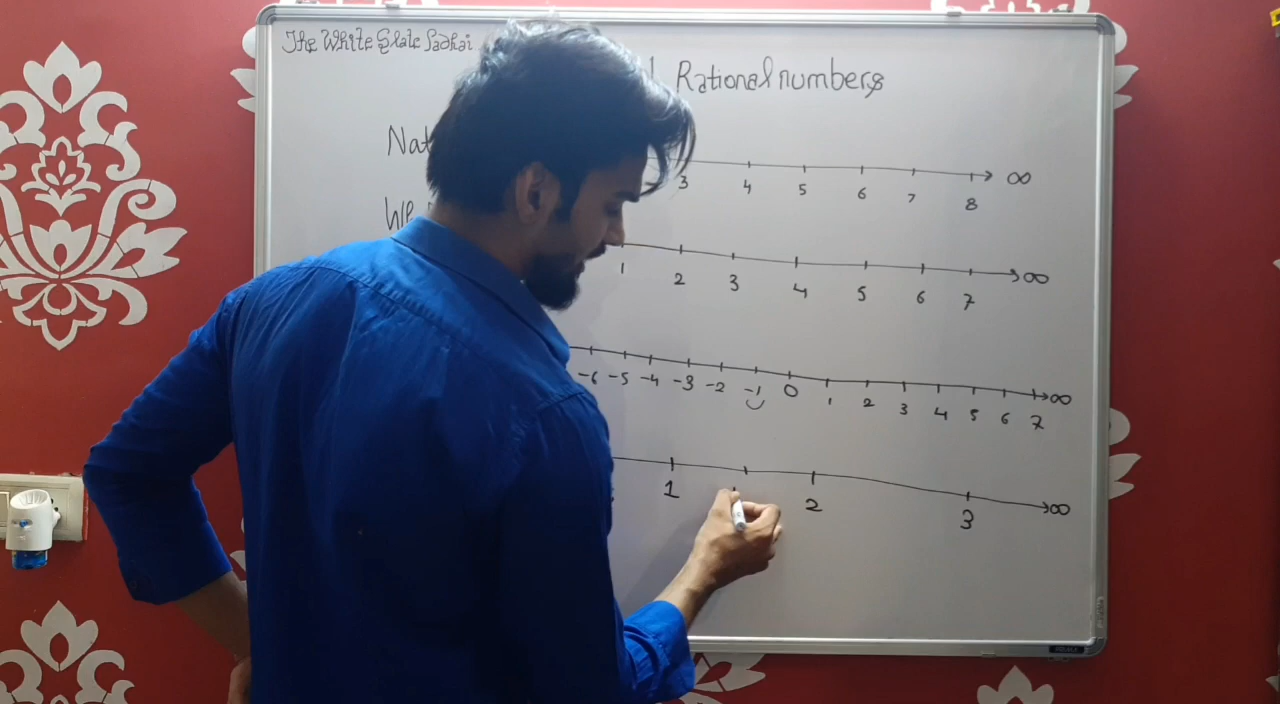 The White Slate Padhai
Rational numbers
Nat
3 4 5 6 7 8 ∞
1 2 3 4 5 6 7 ∞
-6 -5 -4 -3 -2 -1 0 1 2 3 4 5 6 7 ∞
1 2 3 ∞